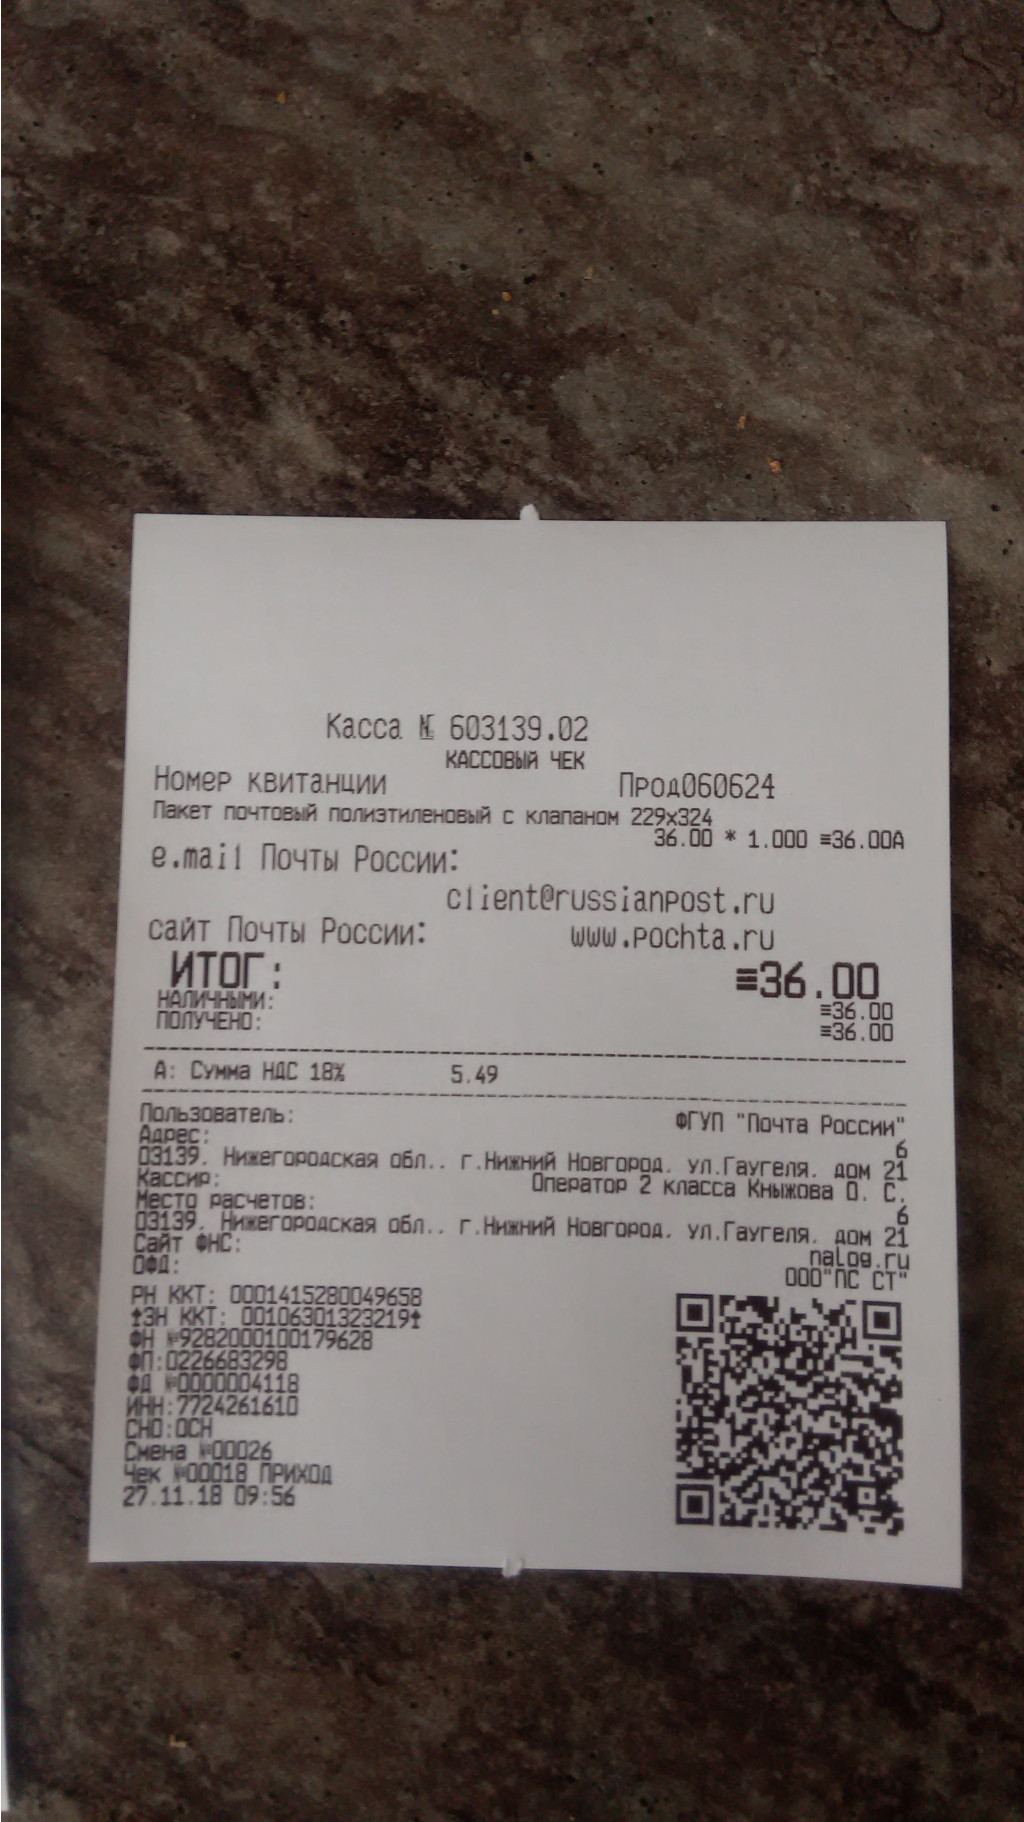 Касса № 603139.02
КАССОВЫЙ ЧЕК
Номер квитанции Прод060624
Пакет почтовый полиэтиленовый с клапаном 229х324
36.00 * 1.000 ≡36.00А
e.mail Почты России:
client@russianpost.ru
сайт Почты России: www.pochta.ru
ИТОГ: ≡36.00
НАЛИЧНЫМИ: ≡36.00
ПОЛУЧЕНО: ≡36.00
А: Сумма НДС 18% 5.49
Пользователь: ФГУП "Почта России"
Адрес: 6
03139, Нижегородская обл., г.Нижний Новгород, ул.Гаугеля, дом 21
Кассир: Оператор 2 класса Кныжова О. С.
Место расчетов: 6
03139, Нижегородская обл., г.Нижний Новгород, ул.Гаугеля, дом 21
Сайт ФНС: nalog.ru
ОФД: ООО"ПС СТ"
РН ККТ: 0001415280049658
↑ЗН ККТ: 00106301323219↑
ФН №9282000100179628
ФП:0226683298
ФД №0000004118
ИНН:7724261610
СНО:ОСН
Смена №00026
Чек №00018 ПРИХОД
27.11.18 09:56